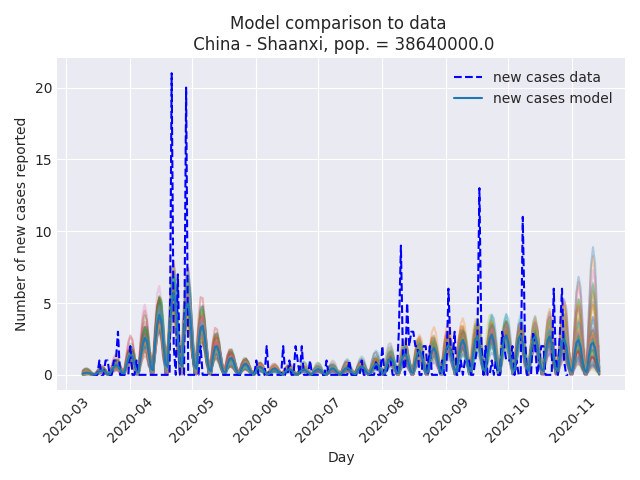 Model comparison to data
China - Shaanxi, pop. = 38640000.0
new cases data
new cases model
Number of new cases reported
20
15
10
5
0
2020-03
2020-04
2020-05
2020-06
2020-07
2020-08
2020-09
2020-10
2020-11
Day